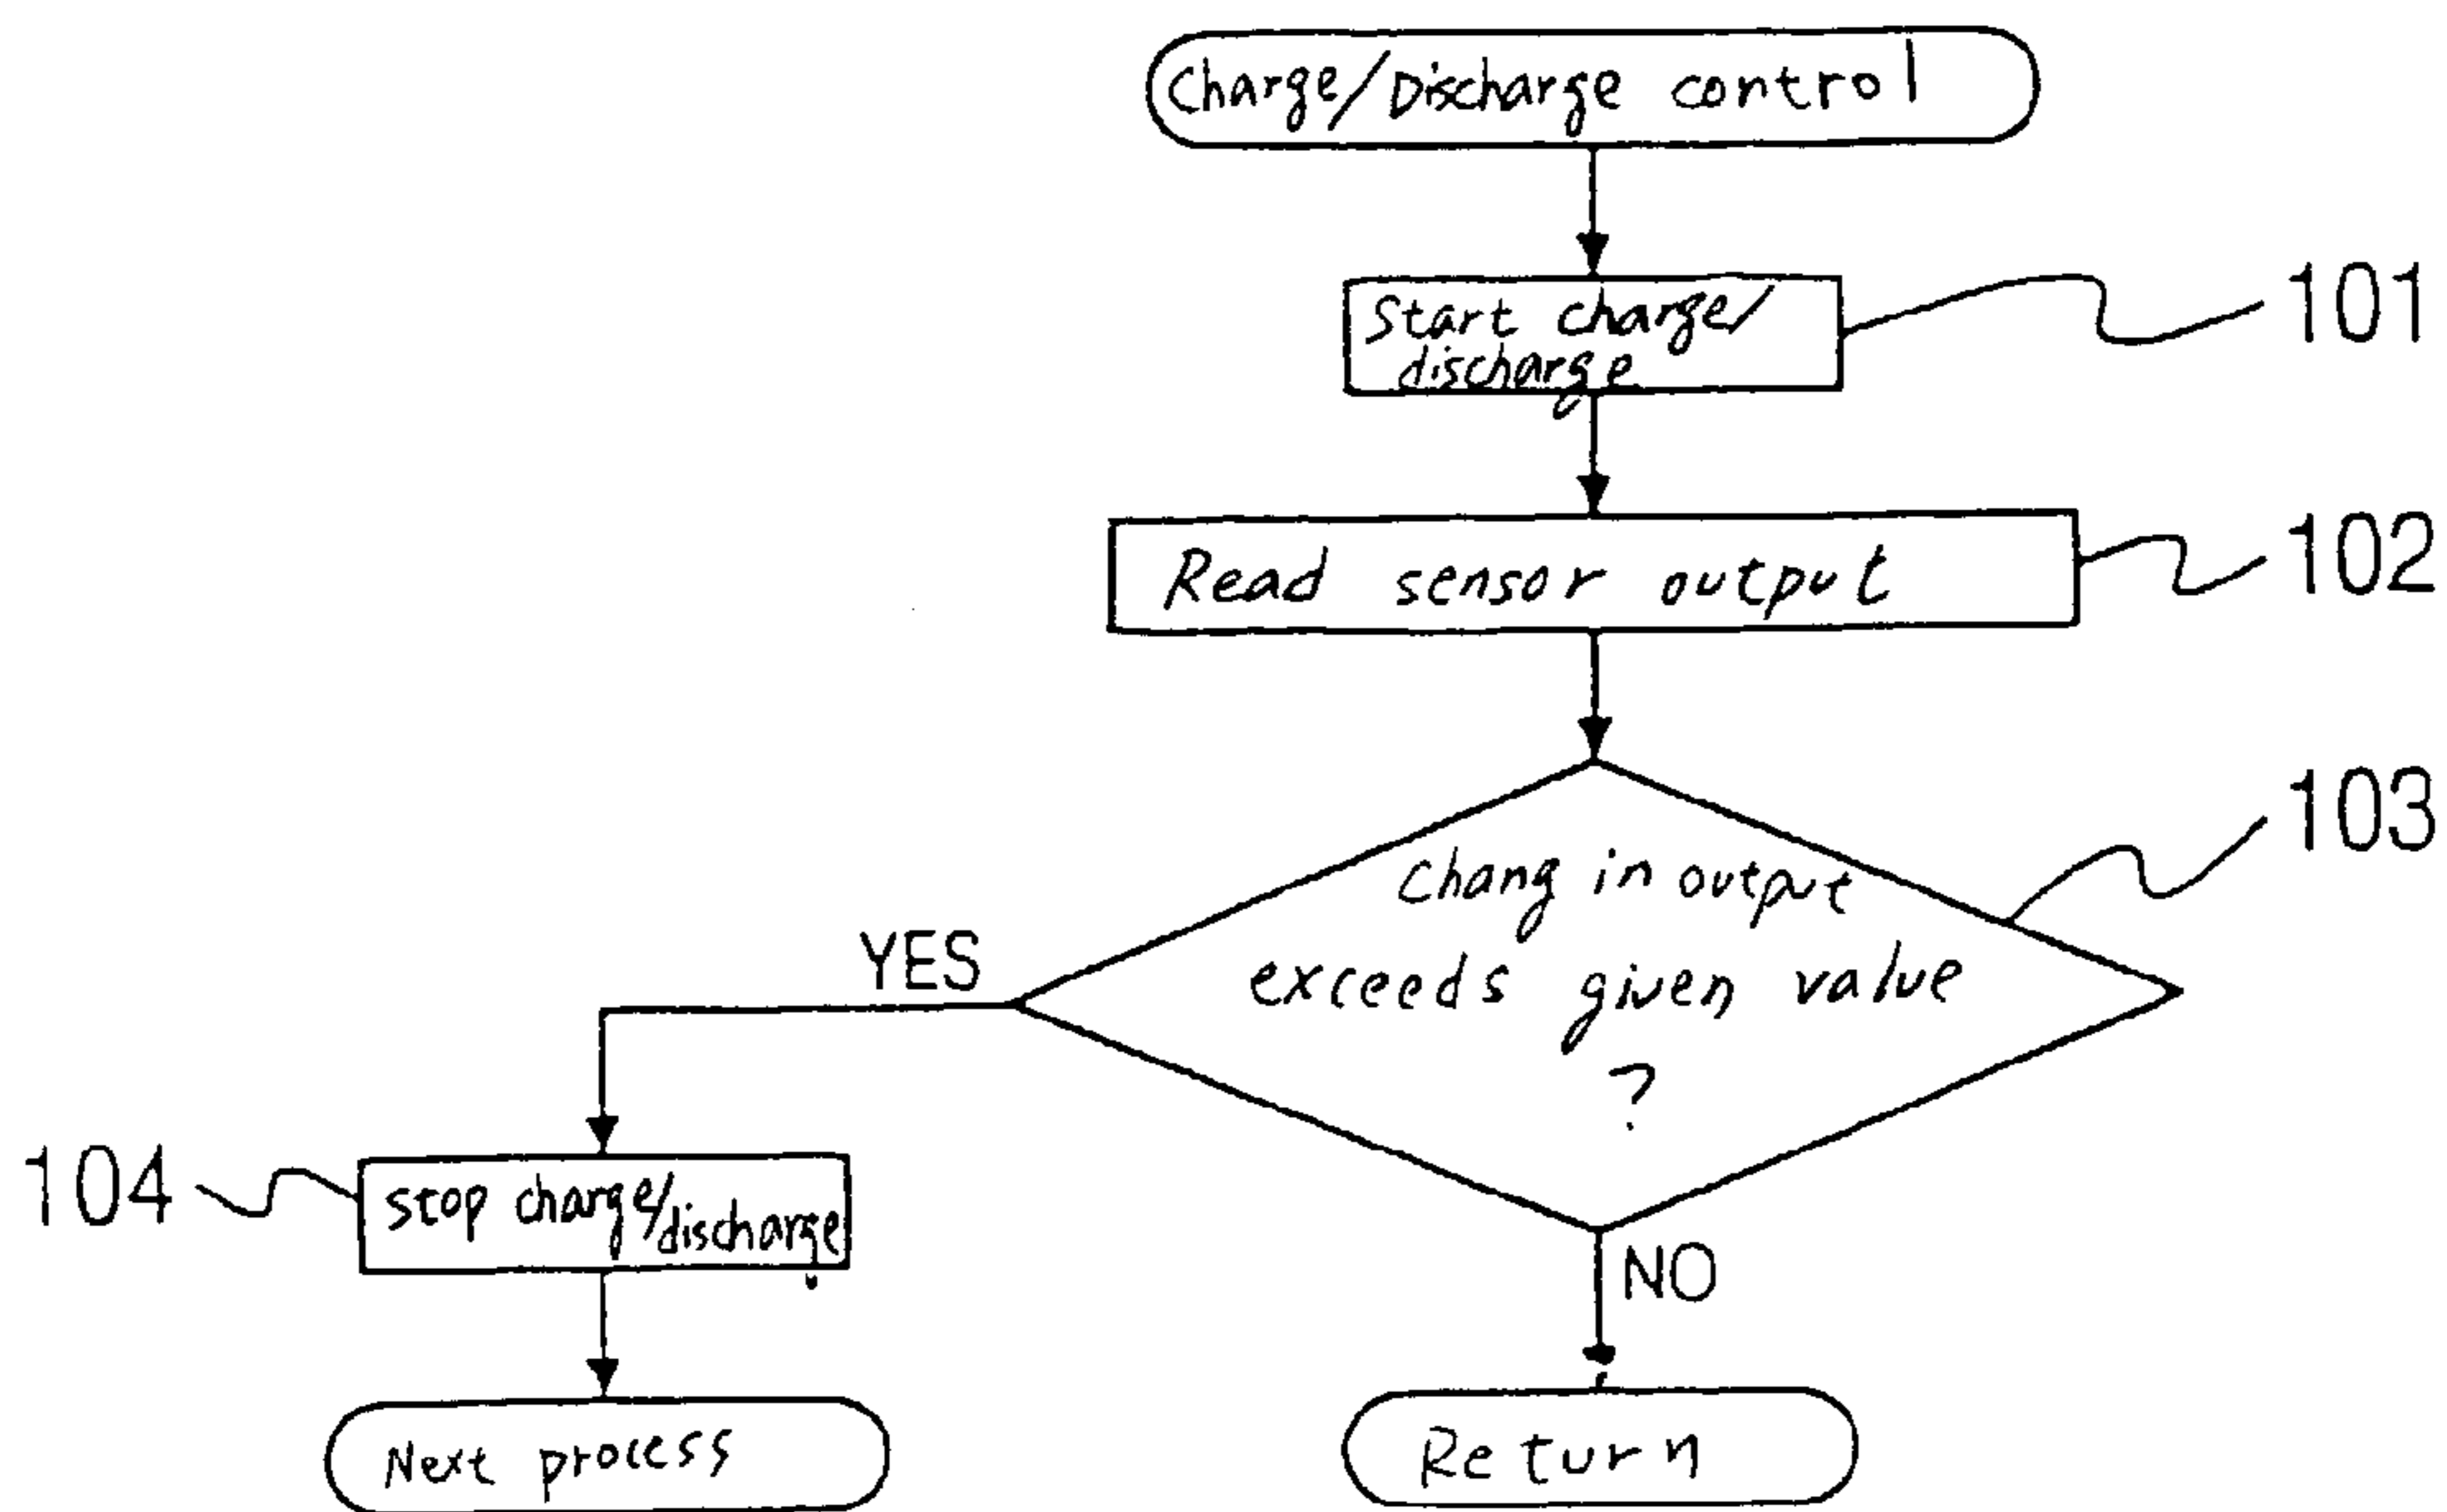 Charge/Discharge control
Start charge/
discharge
101
Read sensor output
102
Chang in output
exceeds given value
?
103
YES
104
stop charge/discharge
NO
Next process
Return